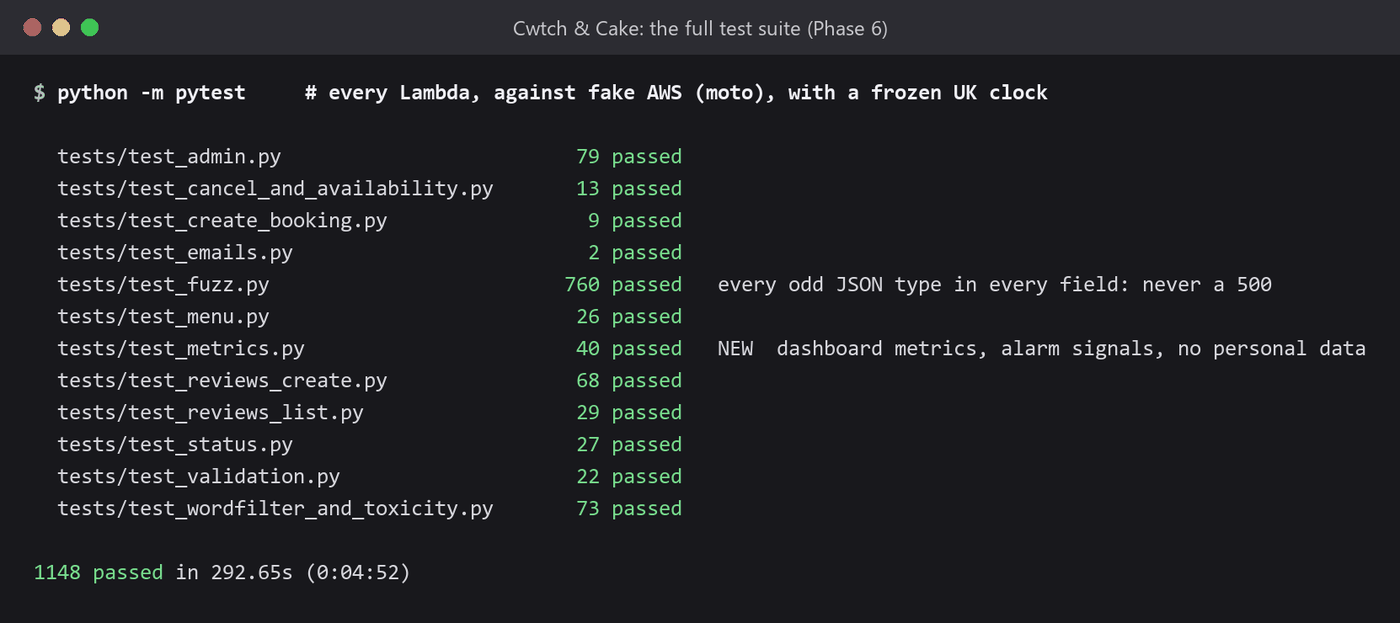 Cwtch & Cake: the full test suite (Phase 6)
$ python -m pytest     # every Lambda, against fake AWS (moto), with a frozen UK clock
tests/test_admin.py 79 passed
tests/test_cancel_and_availability.py 13 passed
tests/test_create_booking.py 9 passed
tests/test_emails.py 2 passed
tests/test_fuzz.py 760 passed every odd JSON type in every field: never a 500
tests/test_menu.py 26 passed
tests/test_metrics.py 40 passed NEW dashboard metrics, alarm signals, no personal data
tests/test_reviews_create.py 68 passed
tests/test_reviews_list.py 29 passed
tests/test_status.py 27 passed
tests/test_validation.py 22 passed
tests/test_wordfilter_and_toxicity.py 73 passed
1148 passed in 292.65s (0:04:52)